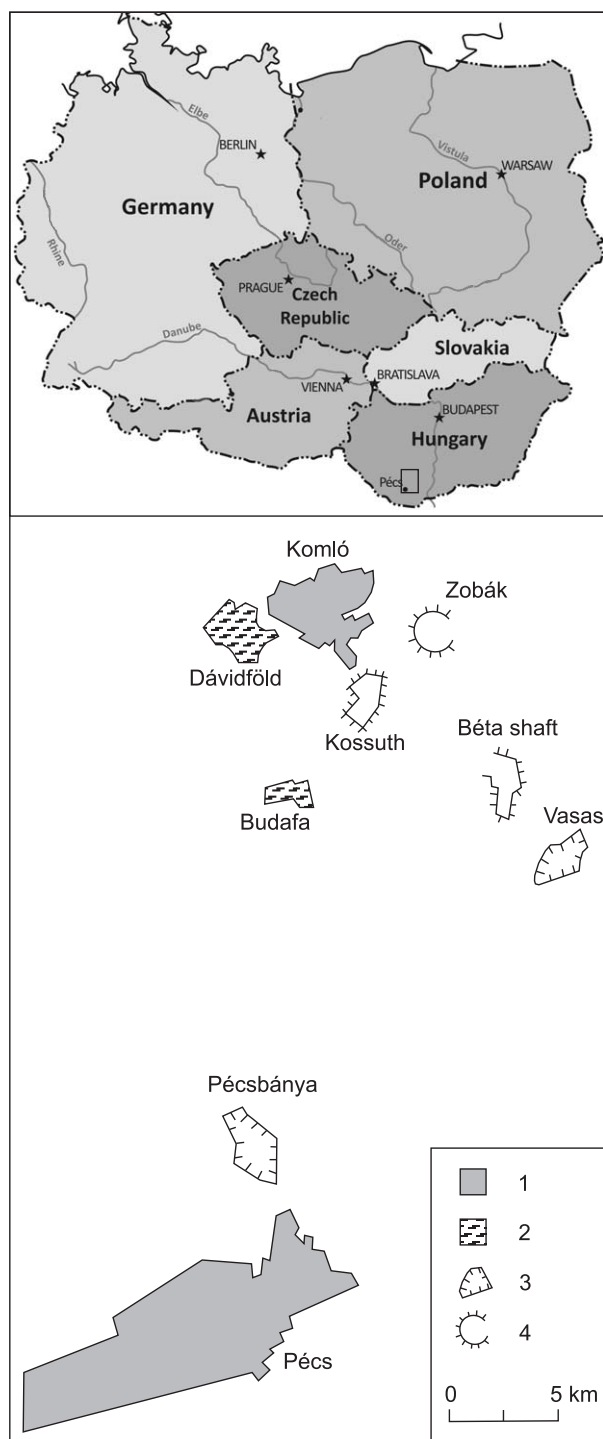 Elbe
BERLIN
Vistula
WARSAW
Poland
Germany
Rhine
Oder
PRAGUE
Czech
Republic
Danube
Slovakia
VIENNA
BRATISLAVA
Austria
BUDAPEST
Hungary
Pécs
Komló
Zobák
Dávidföld
Kossuth
Béta shaft
Budafa
Vasas
Pécsbánya
Pécs
1
2
3
4
0 5 km